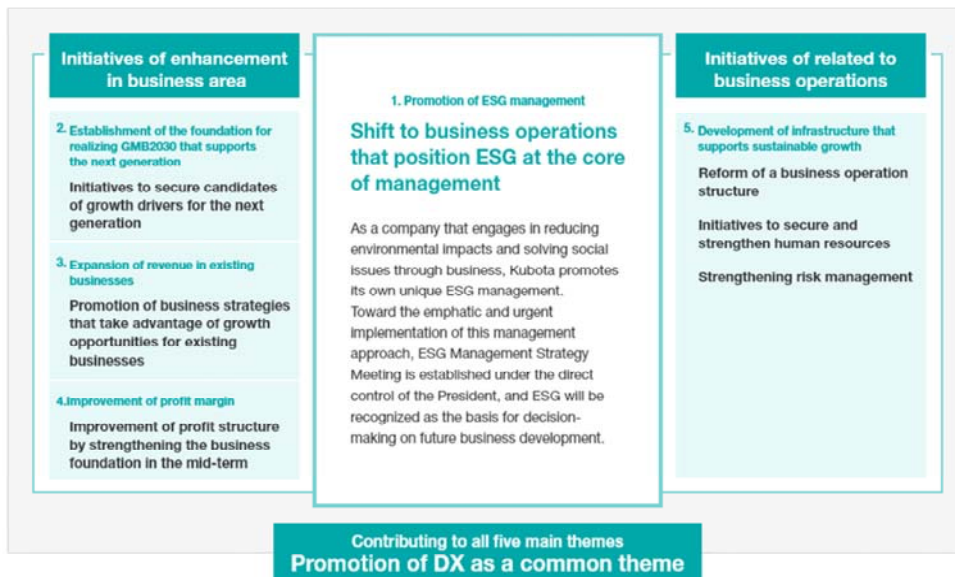 Initiatives of enhancement
in business area
2. Establishment of the foundation for
realizing GMB2030 that supports
the next generation
Initiatives to secure candidates
of growth drivers for the next
generation
3. Expansion of revenue in existing
businesses
Promotion of business strategies
that take advantage of growth
opportunities for existing
businesses
4.Improvement of profit margin
Improvement of profit structure
by strengthening the business
foundation in the mid-term
1. Promotion of ESG management
Shift to business operations
that position ESG at the core
of management
As a company that engages in reducing
environmental impacts and solving social
issues through business, Kubota promotes
its own unique ESG management.
Toward the emphatic and urgent
implementation of this management
approach, ESG Management Strategy
Meeting is established under the direct
control of the President, and ESG will be
recognized as the basis for decision-
making on future business development.
Initiatives of related to
business operations
5. Development of infrastructure that
supports sustainable growth
Reform of a business operation
structure
Initiatives to secure and
strengthen human resources
Strengthening risk management
Contributing to all five main themes
Promotion of DX as a common theme